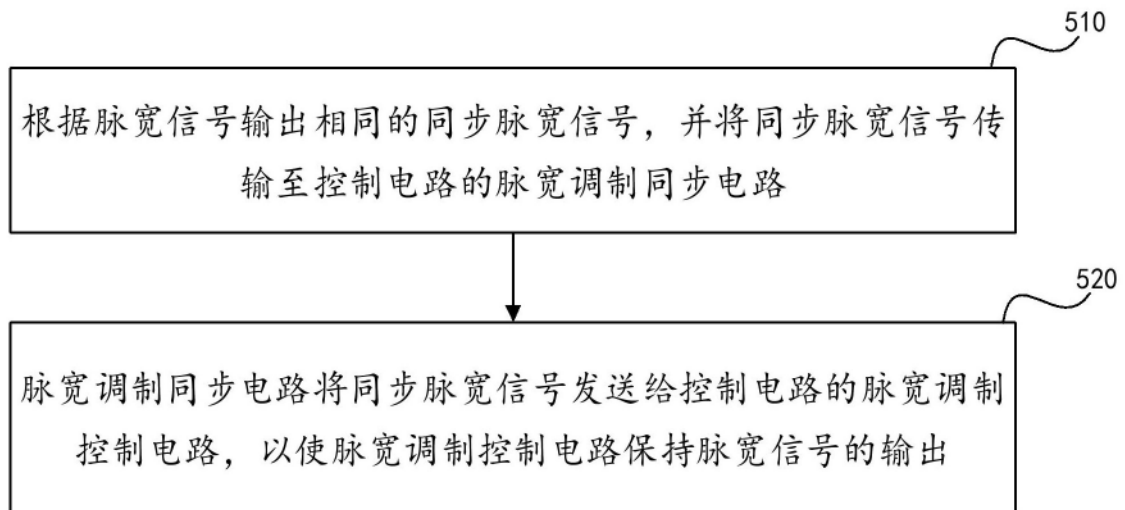 510
根据脉宽信号输出相同的同步脉宽信号，并将同步脉宽信号传
输至控制电路的脉宽调制同步电路
520
脉宽调制同步电路将同步脉宽信号发送给控制电路的脉宽调制
控制电路，以使脉宽调制控制电路保持脉宽信号的输出